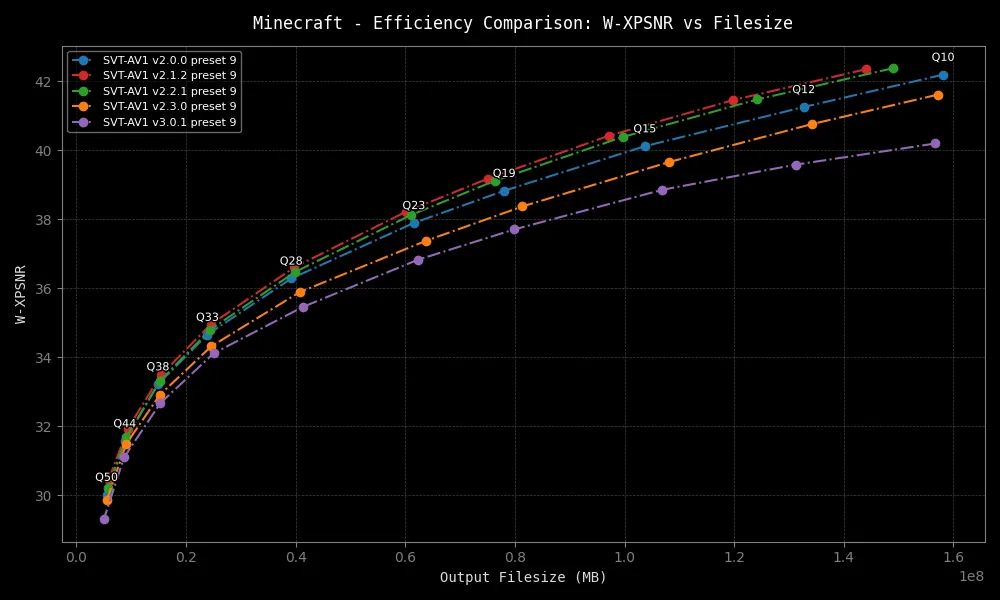 Minecraft - Efficiency Comparison: W-XPSNR vs Filesize
SVT-AV1 v2.0.0 preset 9
SVT-AV1 v2.1.2 preset 9
SVT-AV1 v2.2.1 preset 9
SVT-AV1 v2.3.0 preset 9
SVT-AV1 v3.0.1 preset 9
Q10
Q12
Q15
Q19
Q23
Q28
Q33
Q38
Q44
Q50
W-XPSNR
42
40
38
36
34
32
30
0.0 0.2 0.4 0.6 0.8 1.0 1.2 1.4 1.6
1e8
Output Filesize (MB)